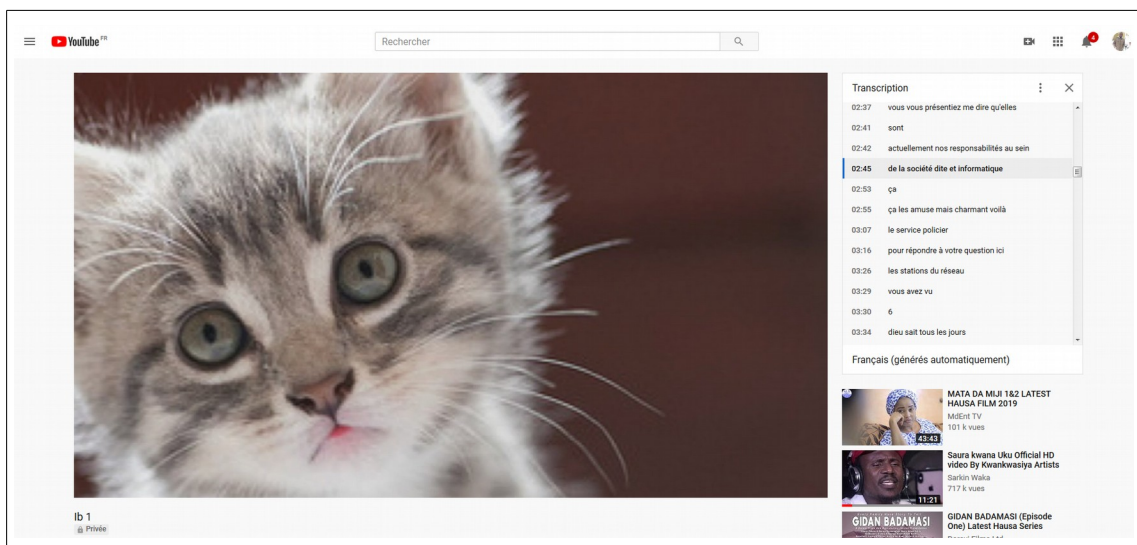 YouTube FR
Rechercher
4
Transcription
02:37 vous vous présentiez me dire qu'elles
02:41 sont
02:42 actuellement nos responsabilités au sein
02:45 de la société dite et informatique
02:53 ça
02:55 ça les amuse mais charmant voilà
03:07 le service policier
03:16 pour répondre à votre question ici
03:26 les stations du réseau
03:29 vous avez vu
03:30 6
03:34 dieu sait tous les jours
Français (générés automatiquement)
MATA DA MIJI 1&2 LATEST
HAUSA FILM 2019
MdEnt TV
101 k vues
43:43
Saura kwana Uku Official HD
video By Kwankwasiya Artists
Sarkin Waka
717 k vues
11:21
GIDAN BADAMASI
GIDAN BADAMASI (Episode
One) Latest Hausa Series
Ib 1
Privée